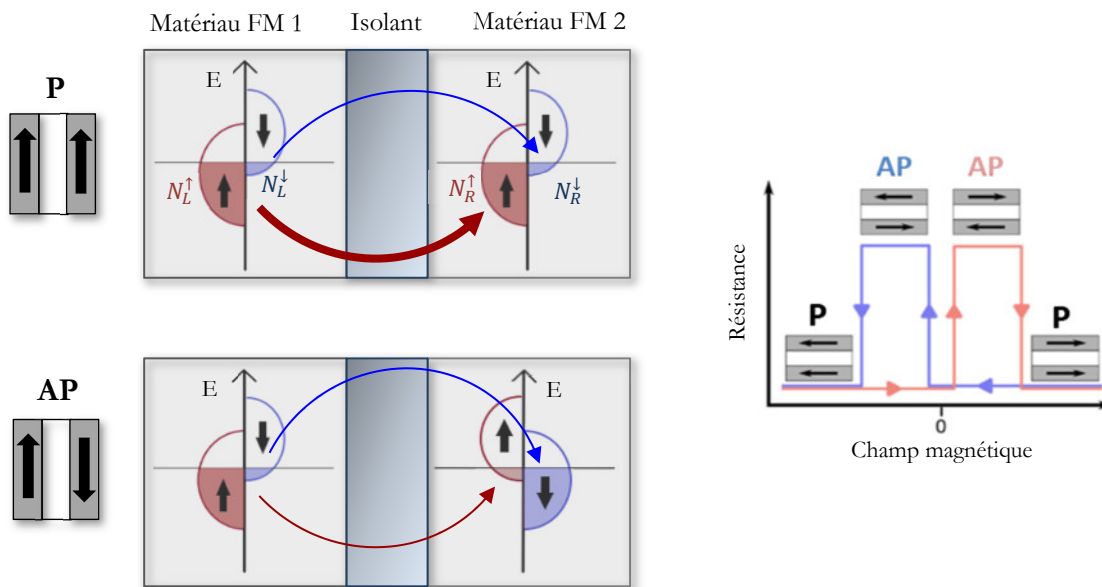 Matériau FM 1 Isolant Matériau FM 2
P
E E
N_L^↑ N_L^↓ N_R^↑ N_R^↓
AP
E E
AP AP
Résistance
P P
0
Champ magnétique